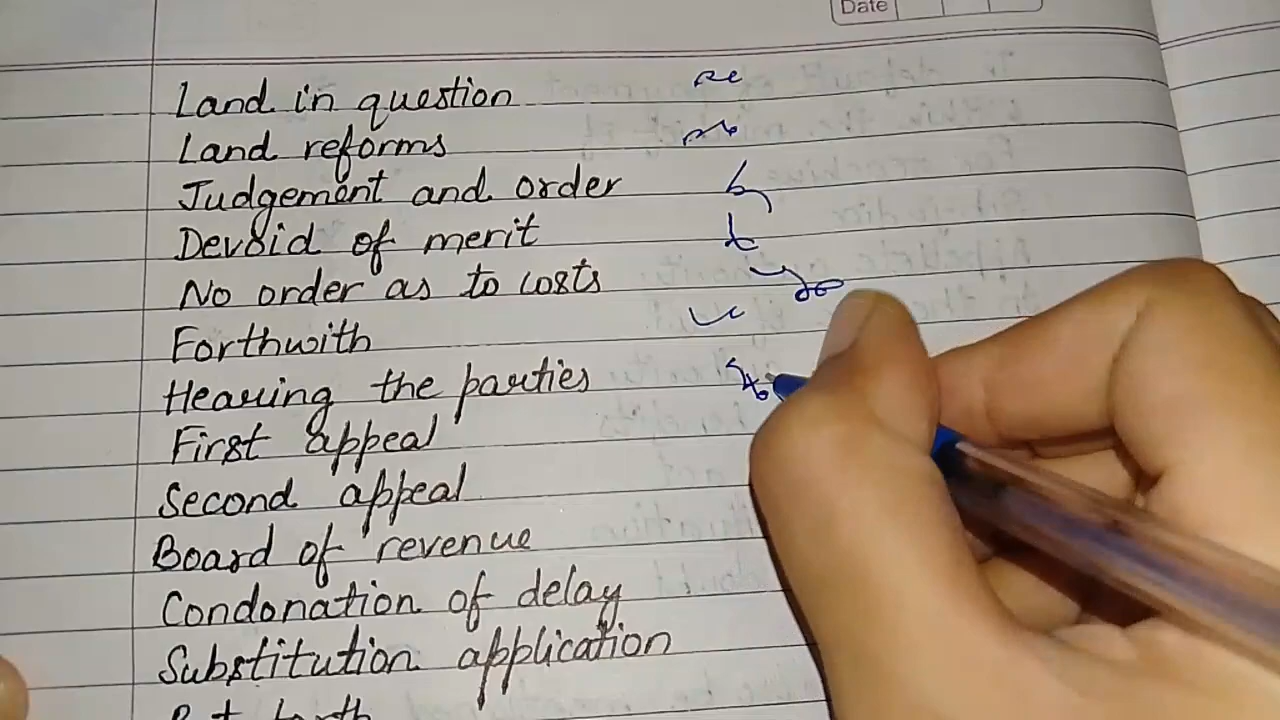 Date
Land in question
Land reforms
Judgement and order
Devoid of merit
No order as to costs
Forthwith
Hearing the parties
First appeal
Second appeal
Board of revenue
Condonation of delay
Substitution application